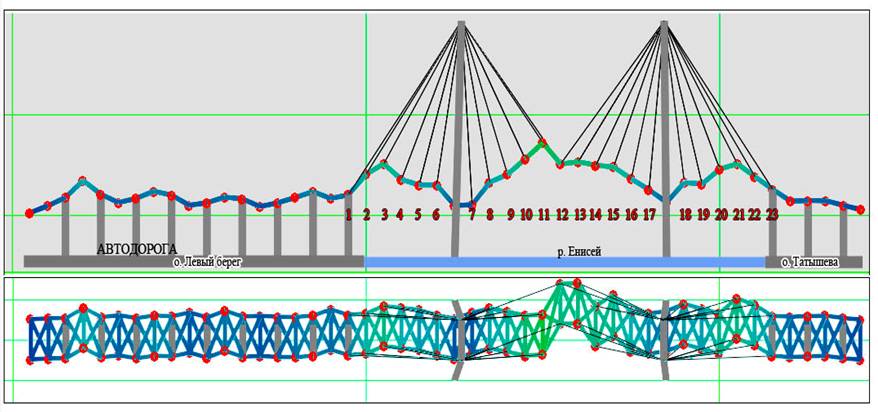 1 2 3 4 5 6 7 8 9 10 11 12 13 14 15 16 17 18 19 20 21 22 23
АВТОДОРОГА
о. Левый берег
р. Енисей
о. Татышева